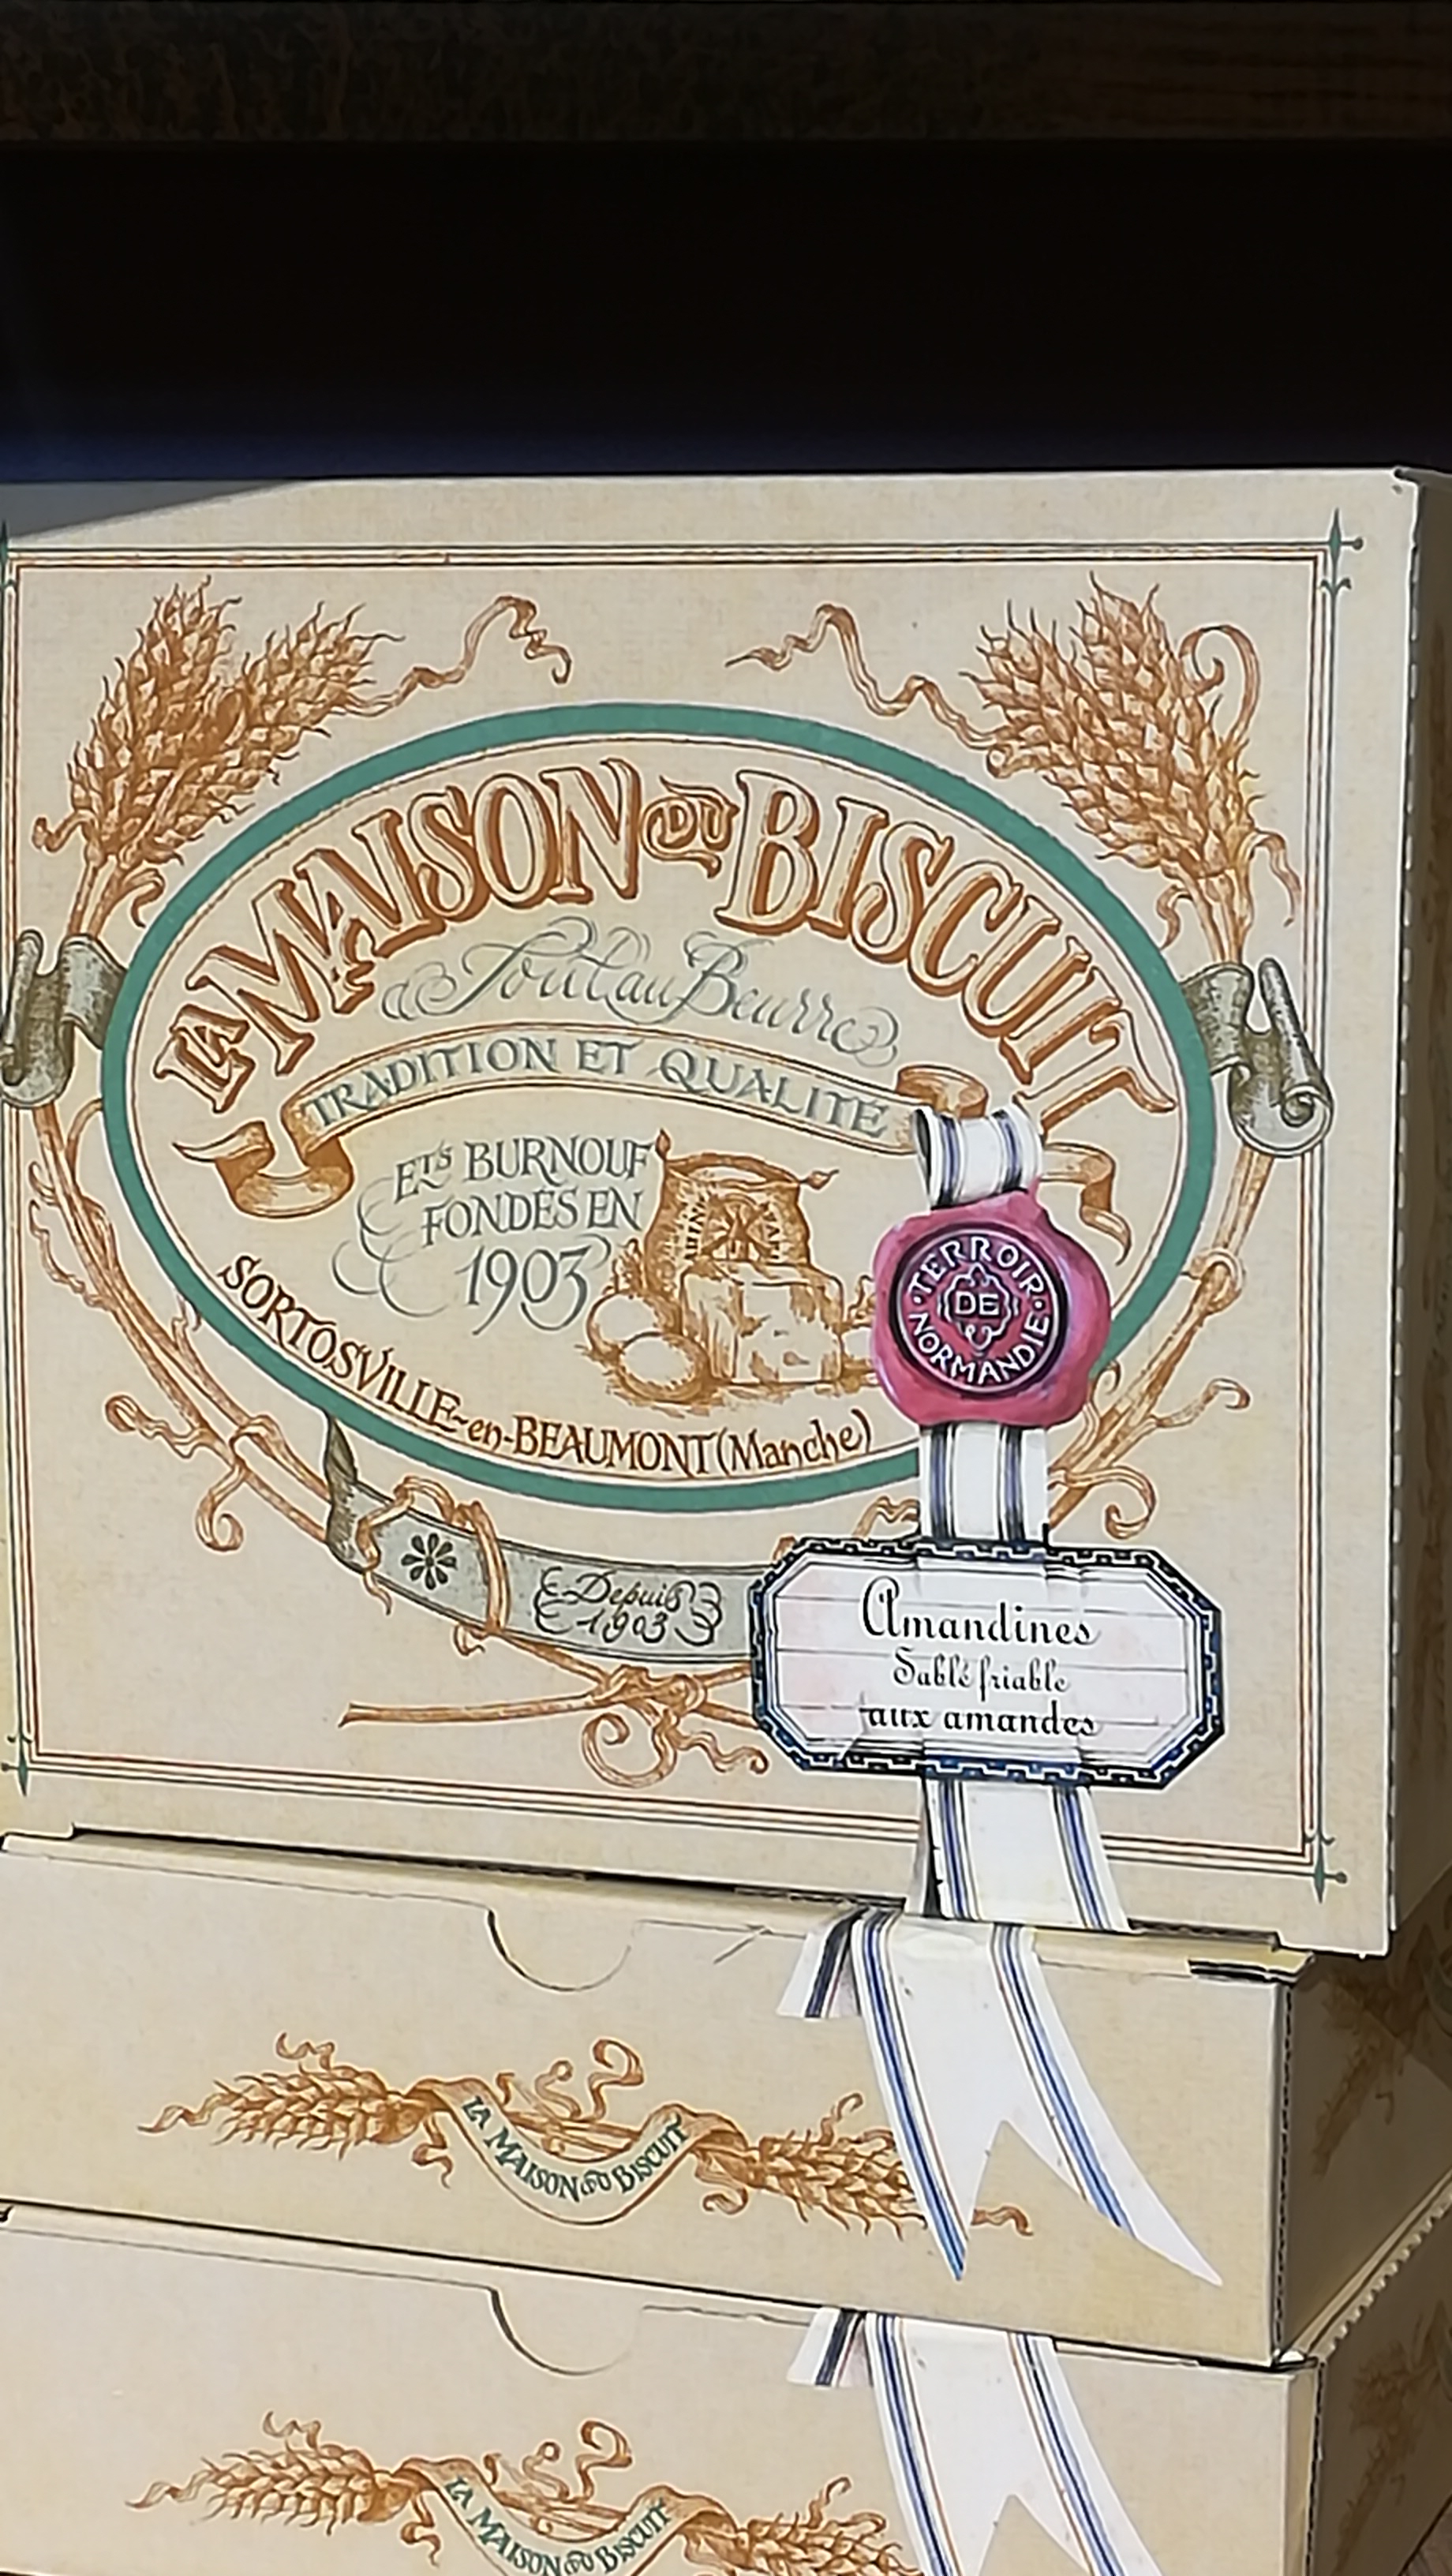 LA MAISON DU BISCUIT
Tout au Beurre
TRADITION ET QUALITÉ
Ets BURNOUF
FONDÉS EN
1903
SORTOSVILLE-en-BEAUMONT (Manche)
TERROIR
DE
NORMANDIE
Depuis
1903
Amandines
Sablé friable
aux amandes
LA MAISON DU BISCUIT
LA MAISON DU BISCUIT